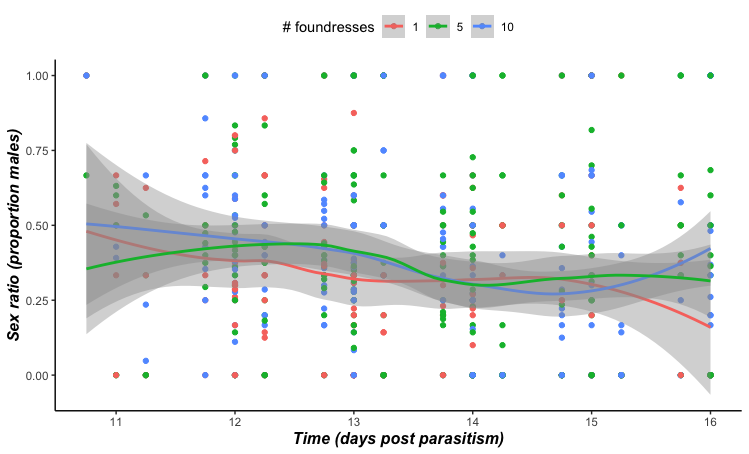 # foundresses 1 5 10
1.00
0.75
0.50
0.25
0.00
Sex ratio (proportion males)
11 12 13 14 15 16
Time (days post parasitism)